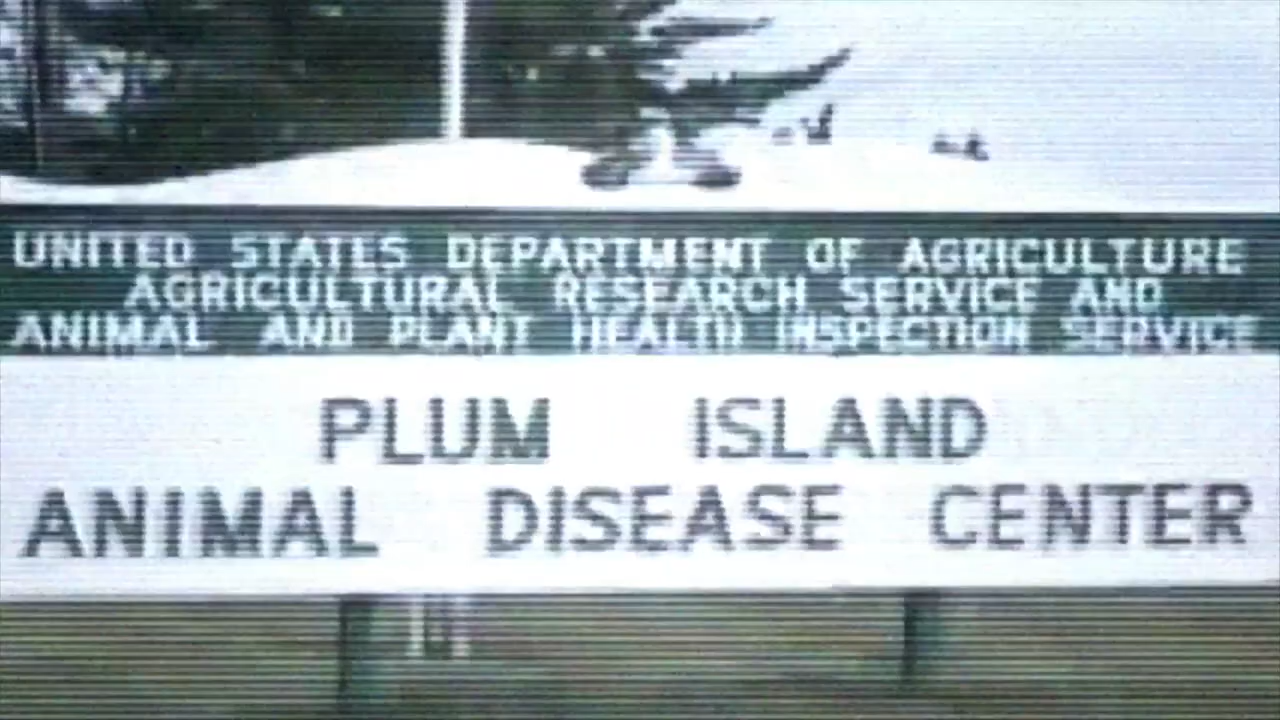 UNITED STATES DEPARTMENT OF AGRICULTURE
AGRICULTURAL RESEARCH SERVICE AND
ANIMAL AND PLANT HEALTH INSPECTION SERVICE
PLUM ISLAND
ANIMAL DISEASE CENTER